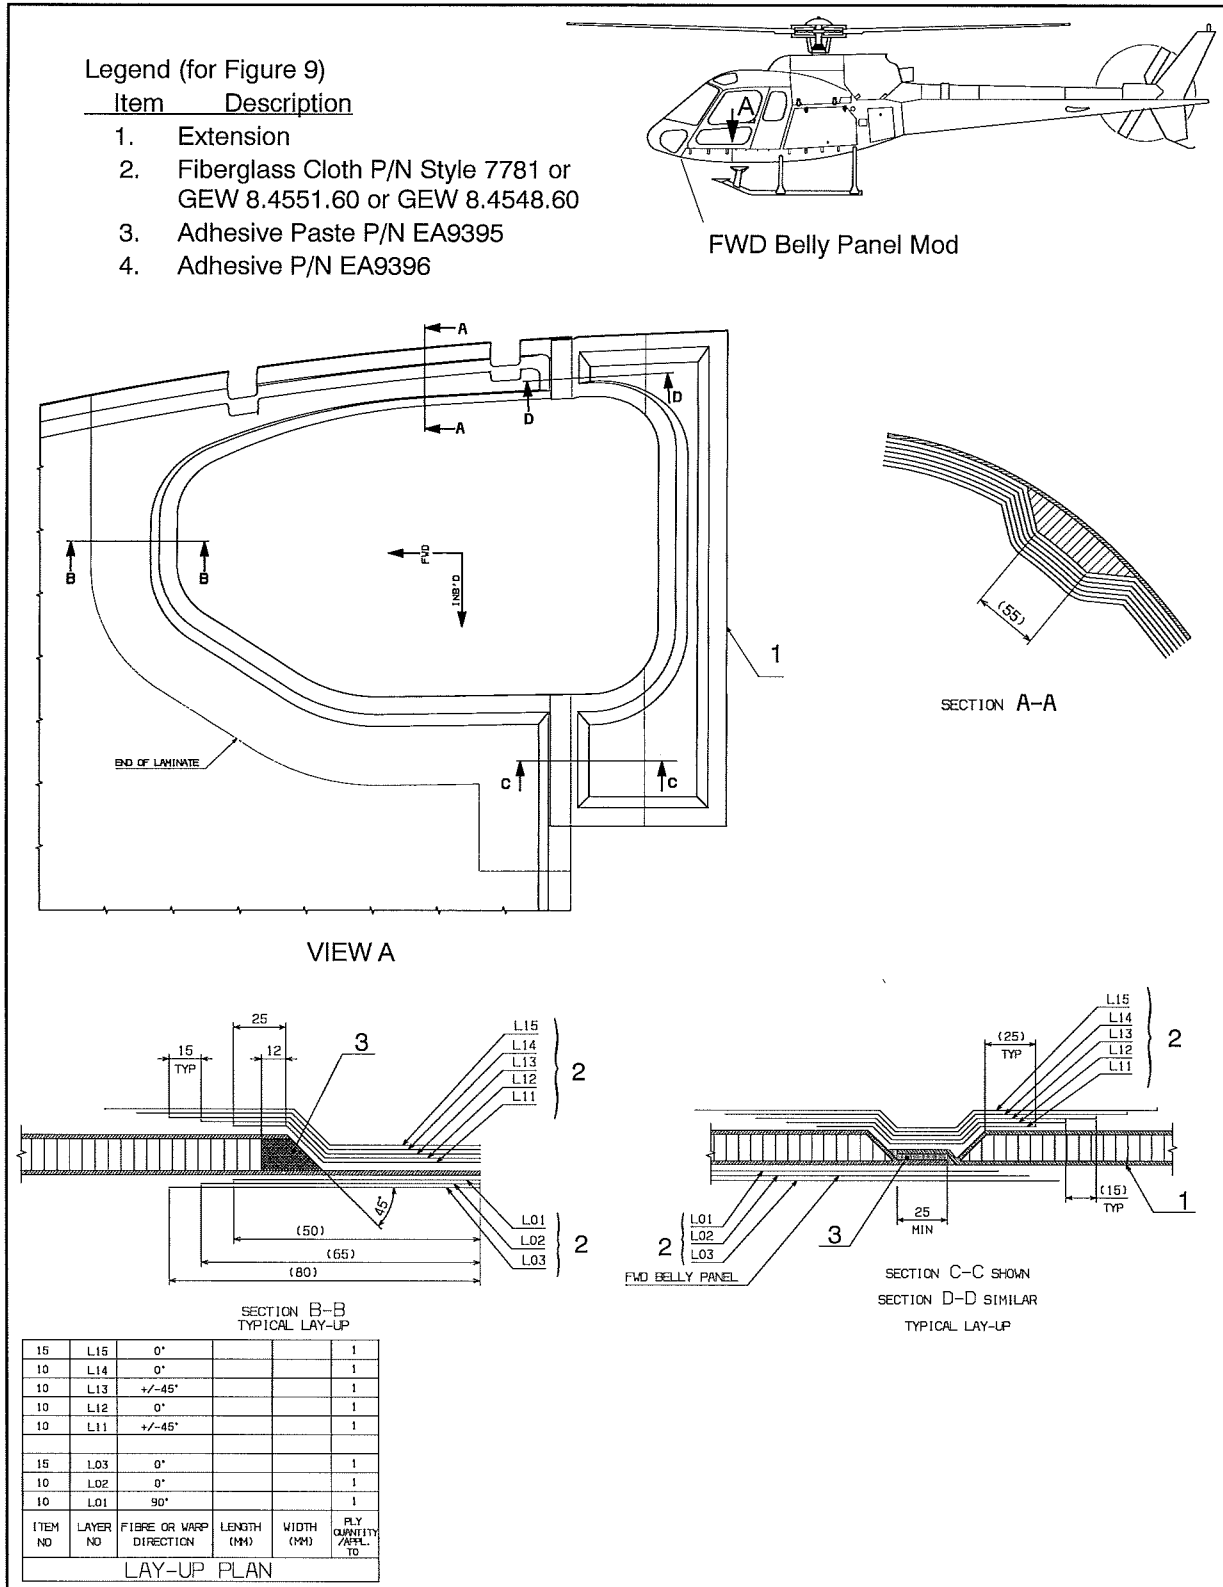 Legend (for Figure 9)
Item Description
1. Extension
2. Fiberglass Cloth P/N Style 7781 or
GEW 8.4551.60 or GEW 8.4548.60
3. Adhesive Paste P/N EA9395
4. Adhesive P/N EA9396
A
FWD Belly Panel Mod
A
A
D
D
B
B
FWD
INB'D
C
C
END OF LAMINATE
1
VIEW A
(55)
SECTION A-A
25
15
TYP
12
3
L15
L14
L13
L12
L11
2
45°
L01
L02
L03
2
(50)
(65)
(80)
SECTION B-B
TYPICAL LAY-UP
L15
L14
L13
L12
L11
2
(25)
TYP
(15)
TYP
1
25
MIN
3
L01
L02
L03
2
FWD BELLY PANEL
SECTION C-C SHOWN
SECTION D-D SIMILAR
TYPICAL LAY-UP
15 L15 0° 1
10 L14 0° 1
10 L13 +/-45° 1
10 L12 0° 1
10 L11 +/-45° 1
15 L03 0° 1
10 L02 0° 1
10 L01 90° 1
ITEM NO LAYER NO FIBRE OR WARP DIRECTION LENGTH (MM) WIDTH (MM) PLY QUANTITY /APPL. TO
LAY-UP PLAN